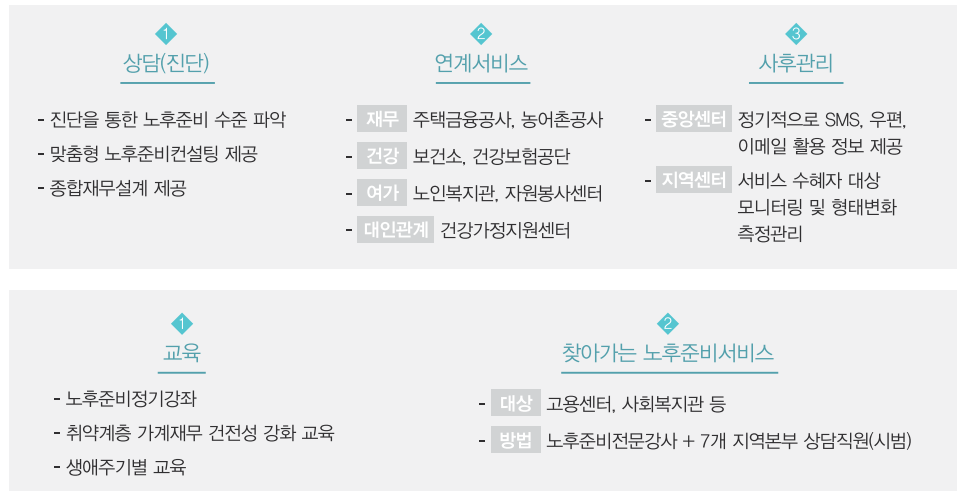 1
상담(진단)
- 진단을 통한 노후준비 수준 파악
- 맞춤형 노후준비컨설팅 제공
- 종합재무설계 제공
2
연계서비스
- 재무 주택금융공사, 농어촌공사
- 건강 보건소, 건강보험공단
- 여가 노인복지관, 자원봉사센터
- 대인관계 건강가정지원센터
3
사후관리
- 중앙센터 정기적으로 SMS, 우편,
이메일 활용 정보 제공
- 지역센터 서비스 수혜자 대상
모니터링 및 형태변화
측정관리
1
교육
- 노후준비정기강좌
- 취약계층 가계재무 건전성 강화 교육
- 생애주기별 교육
2
찾아가는 노후준비서비스
- 대상 고용센터, 사회복지관 등
- 방법 노후준비전문강사 + 7개 지역본부 상담직원(시범)